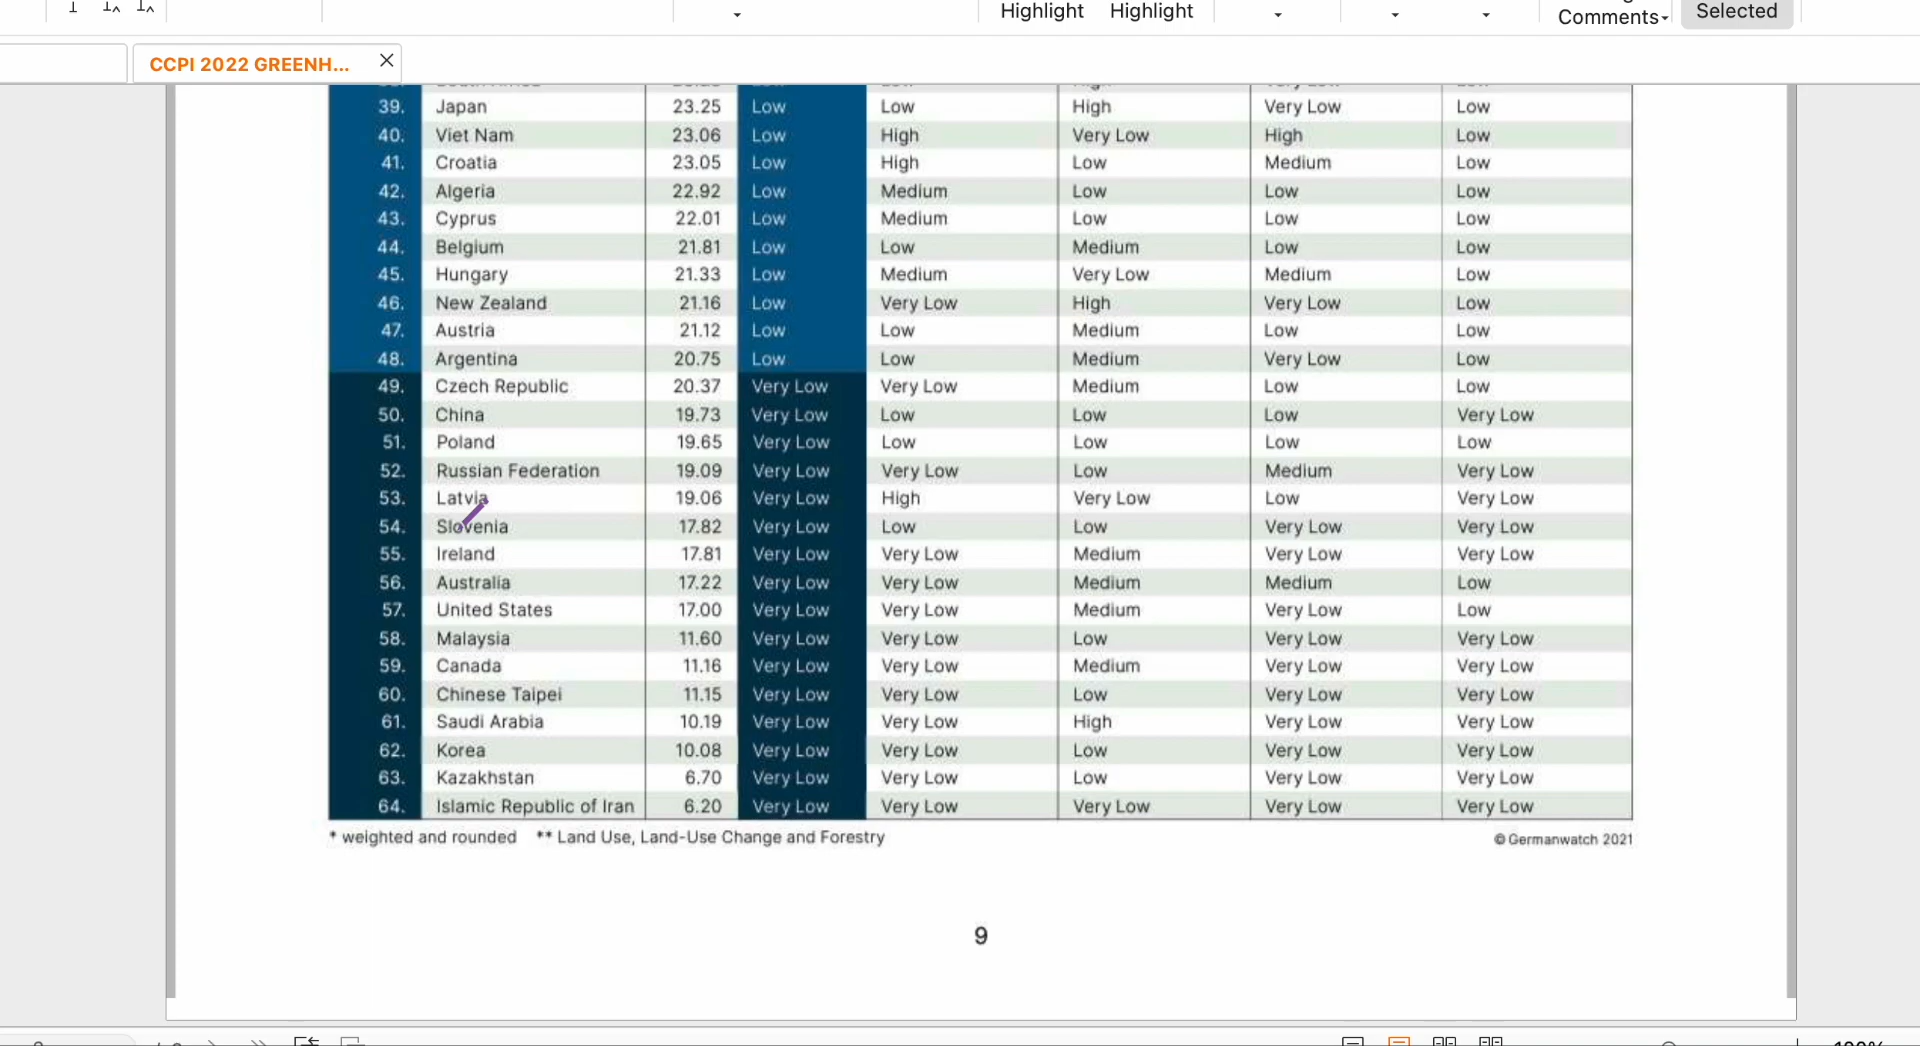 Highlight Highlight Comments Selected
CCPI 2022 GREENH...
39. Japan 23.25 Low Low High Very Low Low
40. Viet Nam 23.06 Low High Very Low High Low
41. Croatia 23.05 Low High Low Medium Low
42. Algeria 22.92 Low Medium Low Low Low
43. Cyprus 22.01 Low Medium Low Low Low
44. Belgium 21.81 Low Low Medium Low Low
45. Hungary 21.33 Low Medium Very Low Medium Low
46. New Zealand 21.16 Low Very Low High Very Low Low
47. Austria 21.12 Low Low Medium Low Low
48. Argentina 20.75 Low Low Medium Very Low Low
49. Czech Republic 20.37 Very Low Very Low Medium Low Low
50. China 19.73 Very Low Low Low Low Very Low
51. Poland 19.65 Very Low Low Low Low Low
52. Russian Federation 19.09 Very Low Very Low Low Medium Very Low
53. Latvia 19.06 Very Low High Very Low Low Very Low
54. Slovenia 17.82 Very Low Low Low Very Low Very Low
55. Ireland 17.81 Very Low Very Low Medium Very Low Very Low
56. Australia 17.22 Very Low Very Low Medium Medium Low
57. United States 17.00 Very Low Very Low Medium Very Low Low
58. Malaysia 11.60 Very Low Very Low Low Very Low Very Low
59. Canada 11.16 Very Low Very Low Medium Very Low Very Low
60. Chinese Taipei 11.15 Very Low Very Low Low Very Low Very Low
61. Saudi Arabia 10.19 Very Low Very Low High Very Low Very Low
62. Korea 10.08 Very Low Very Low Low Very Low Very Low
63. Kazakhstan 6.70 Very Low Very Low Low Very Low Very Low
64. Islamic Republic of Iran 6.20 Very Low Very Low Very Low Very Low Very Low
* weighted and rounded ** Land Use, Land-Use Change and Forestry © Germanwatch 2021
9